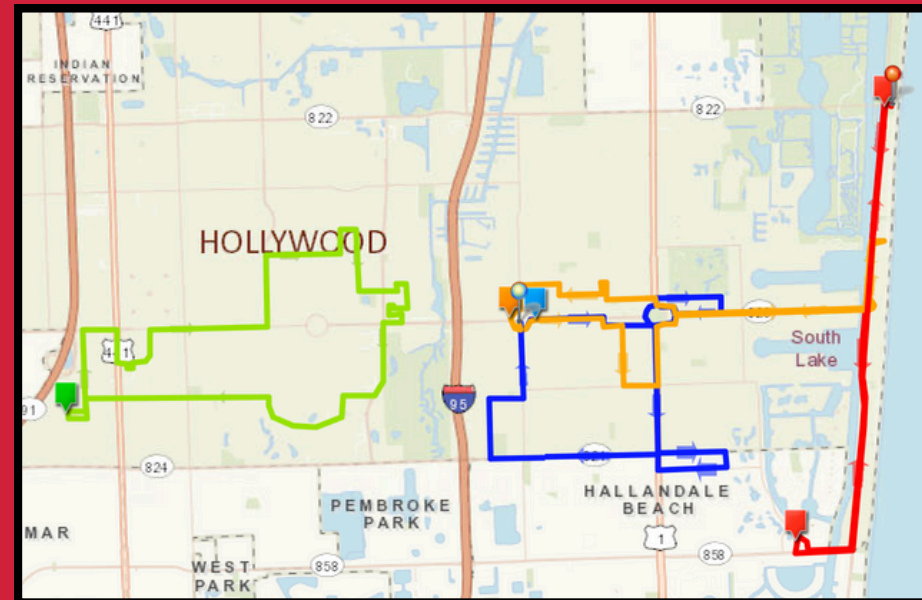 441
INDIAN
RESERVATION
822
822
HOLLYWOOD
441
South
Lake
95
91
824
HALLANDALE
BEACH
PEMBROKE
PARK
MAR
1
858
858
WEST
PARK